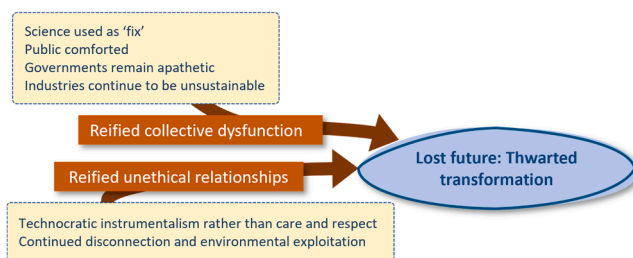 Science used as ‘fix’
Public comforted
Governments remain apathetic
Industries continue to be unsustainable
Reified collective dysfunction
Reified unethical relationships
Lost future: Thwarted
transformation
Technocratic instrumentalism rather than care and respect
Continued disconnection and environmental exploitation